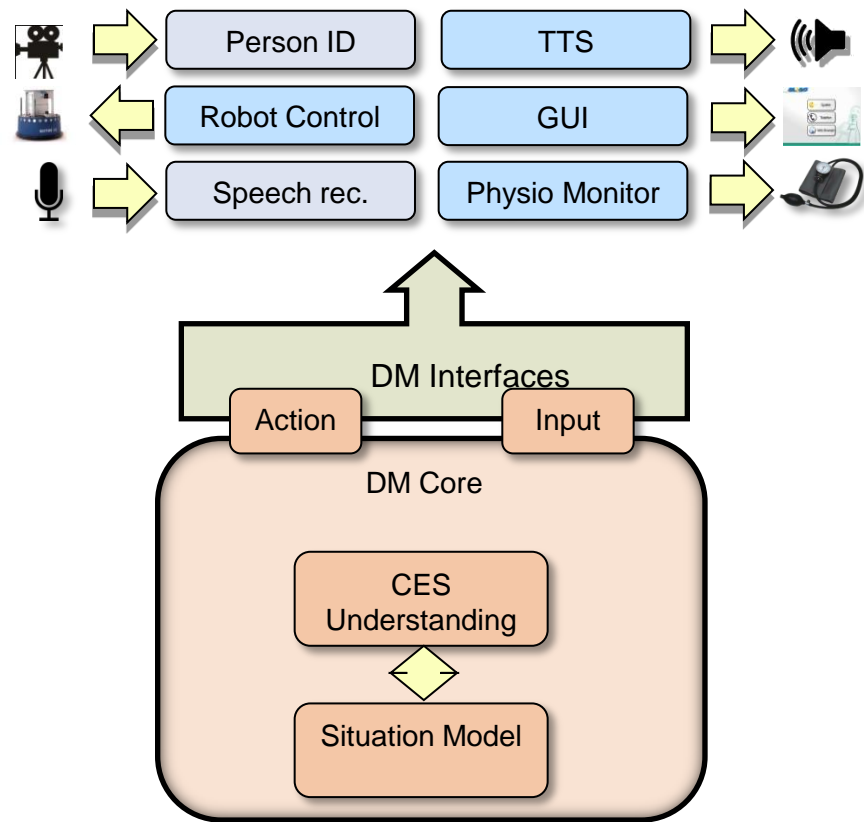 Person ID
TTS
Robot Control
GUI
Speech rec.
Physio Monitor
DM Interfaces
Action
Input
DM Core
CES
Understanding
Situation Model